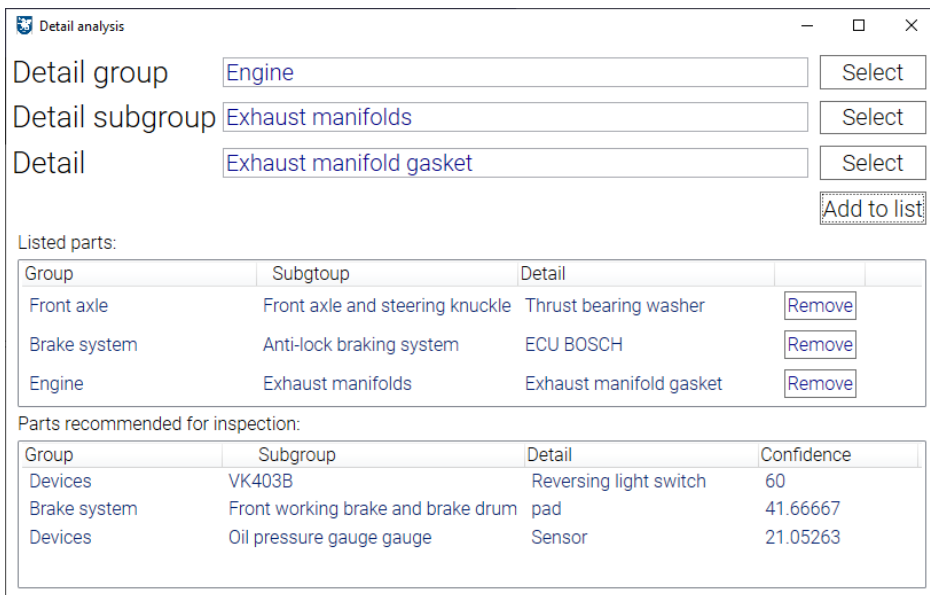 Detail analysis
Detail group Engine Select
Detail subgroup Exhaust manifolds Select
Detail Exhaust manifold gasket Select
Add to list
Listed parts:
Group Subgtoup Detail
Front axle Front axle and steering knuckle Thrust bearing washer Remove
Brake system Anti-lock braking system ECU BOSCH Remove
Engine Exhaust manifolds Exhaust manifold gasket Remove
Parts recommended for inspection:
Group Subgroup Detail Confidence
Devices VK403B Reversing light switch 60
Brake system Front working brake and brake drum pad 41.66667
Devices Oil pressure gauge gauge Sensor 21.05263